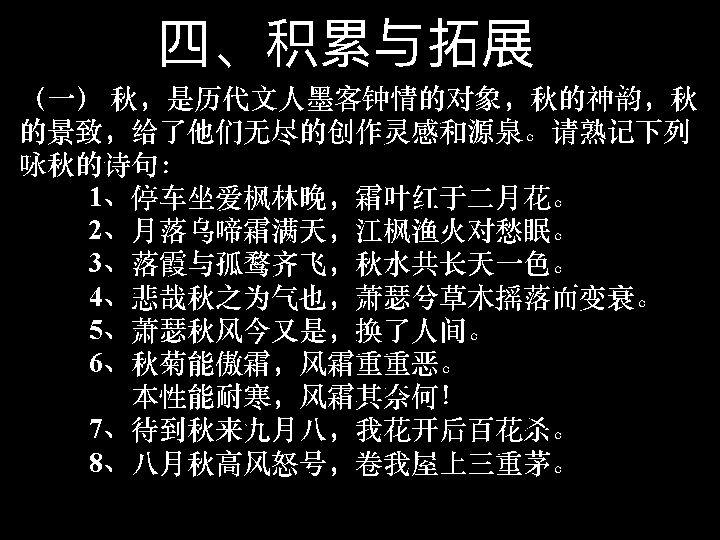 四、积累与拓展
（一） 秋，是历代文人墨客钟情的对象，秋的神韵，秋
的景致，给了他们无尽的创作灵感和源泉。请熟记下列
咏秋的诗句：
1、停车坐爱枫林晚，霜叶红于二月花。
2、月落乌啼霜满天，江枫渔火对愁眠。
3、落霞与孤鹜齐飞，秋水共长天一色。
4、悲哉秋之为气也，萧瑟兮草木摇落而变衰。
5、萧瑟秋风今又是，换了人间。
6、秋菊能傲霜，风霜重重恶。
本性能耐寒，风霜其奈何！
7、待到秋来九月八，我花开后百花杀。
8、八月秋高风怒号，卷我屋上三重茅。